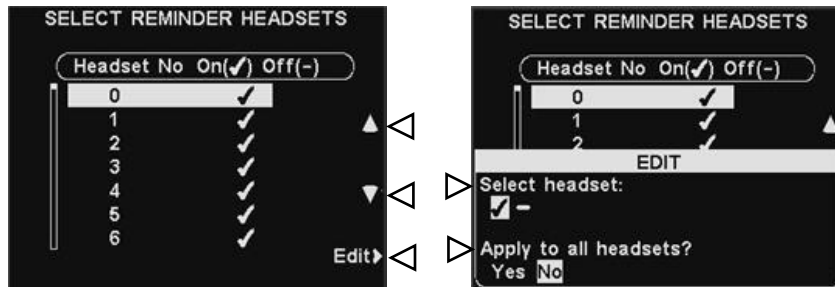 SELECT REMINDER HEADSETS
Headset No On(✓) Off(-)
0 ✓
1 ✓
2 ✓
3 ✓
4 ✓
5 ✓
6 ✓
Edit
SELECT REMINDER HEADSETS
Headset No On(✓) Off(-)
0 ✓
1 ✓
2 ✓
EDIT
Select headset:
✓ -
Apply to all headsets?
Yes No